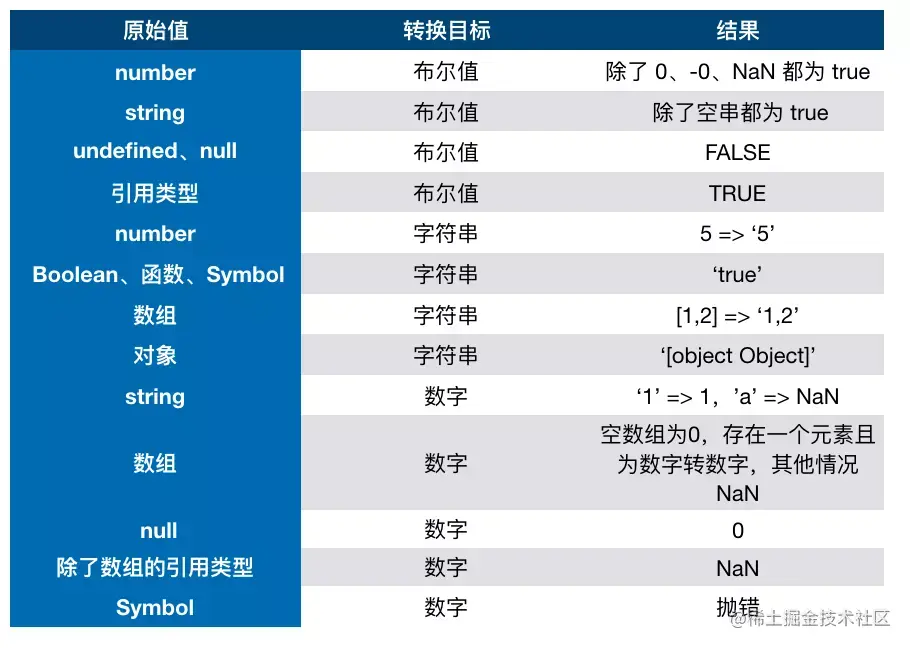 原始值 转换目标 结果
number 布尔值 除了 0、-0、NaN 都为 true
string 布尔值 除了空串都为 true
undefined、null 布尔值 FALSE
引用类型 布尔值 TRUE
number 字符串 5 => ‘5’
Boolean、函数、Symbol 字符串 ‘true’
数组 字符串 [1,2] => ‘1,2’
对象 字符串 ‘[object Object]’
string 数字 ‘1’ => 1，’a’ => NaN
数组 数字 空数组为0，存在一个元素且
为数字转数字，其他情况
NaN
null 数字 0
除了数组的引用类型 数字 NaN
Symbol 数字 抛错
@稀土掘金技术社区